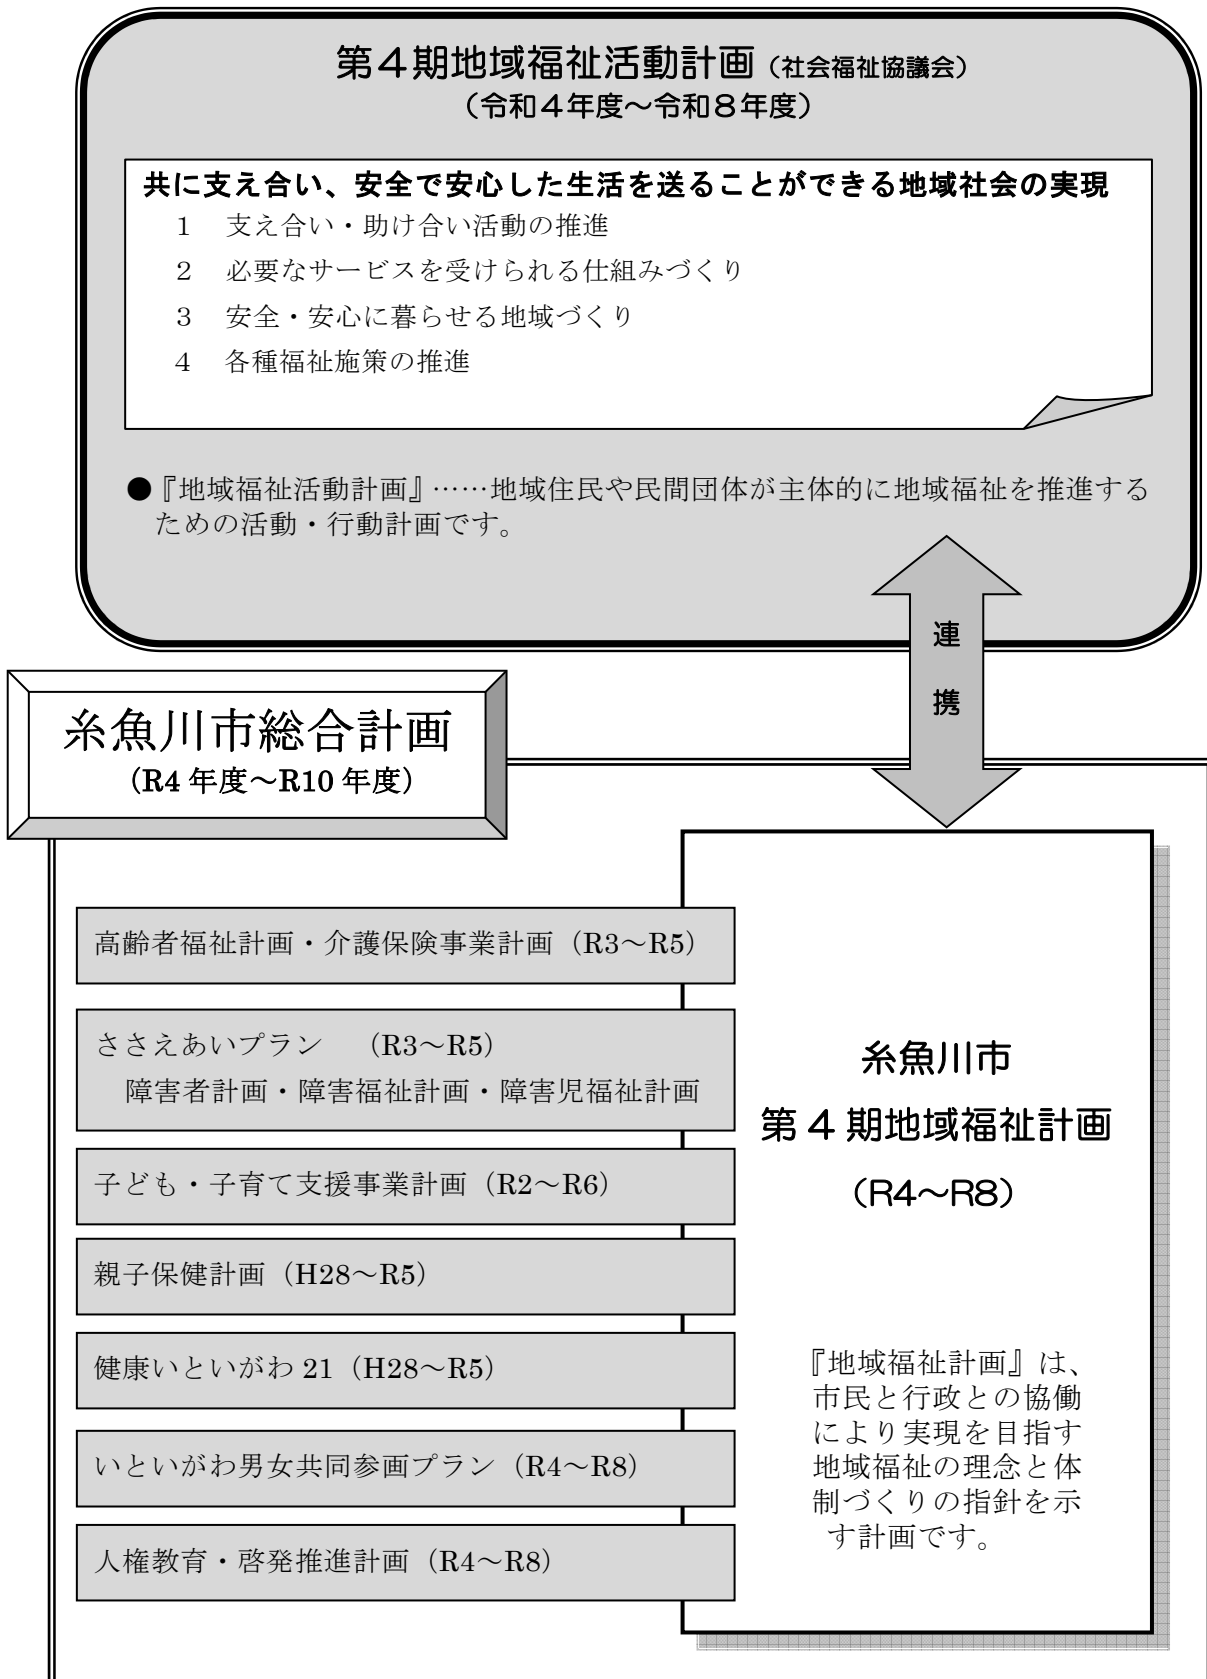 第４期地域福祉活動計画（社会福祉協議会）
（令和４年度～令和８年度）
共に支え合い、安全で安心した生活を送ることができる地域社会の実現
１　支え合い・助け合い活動の推進
２　必要なサービスを受けられる仕組みづくり
３　安全・安心に暮らせる地域づくり
４　各種福祉施策の推進
●『地域福祉活動計画』……地域住民や民間団体が主体的に地域福祉を推進する
ための活動・行動計画です。
連
携
糸魚川市総合計画
（R4 年度～R10 年度）
高齢者福祉計画・介護保険事業計画（R3～R5）
ささえあいプラン　（R3～R5）
障害者計画・障害福祉計画・障害児福祉計画
子ども・子育て支援事業計画（R2～R6）
親子保健計画（H28～R5）
健康いといがわ 21（H28～R5）
いといがわ男女共同参画プラン（R4～R8）
人権教育・啓発推進計画（R4～R8）
糸魚川市
第４期地域福祉計画
（R4～R8）
『地域福祉計画』は、
市民と行政との協働
により実現を目指す
地域福祉の理念と体
制づくりの指針を示
す計画です。